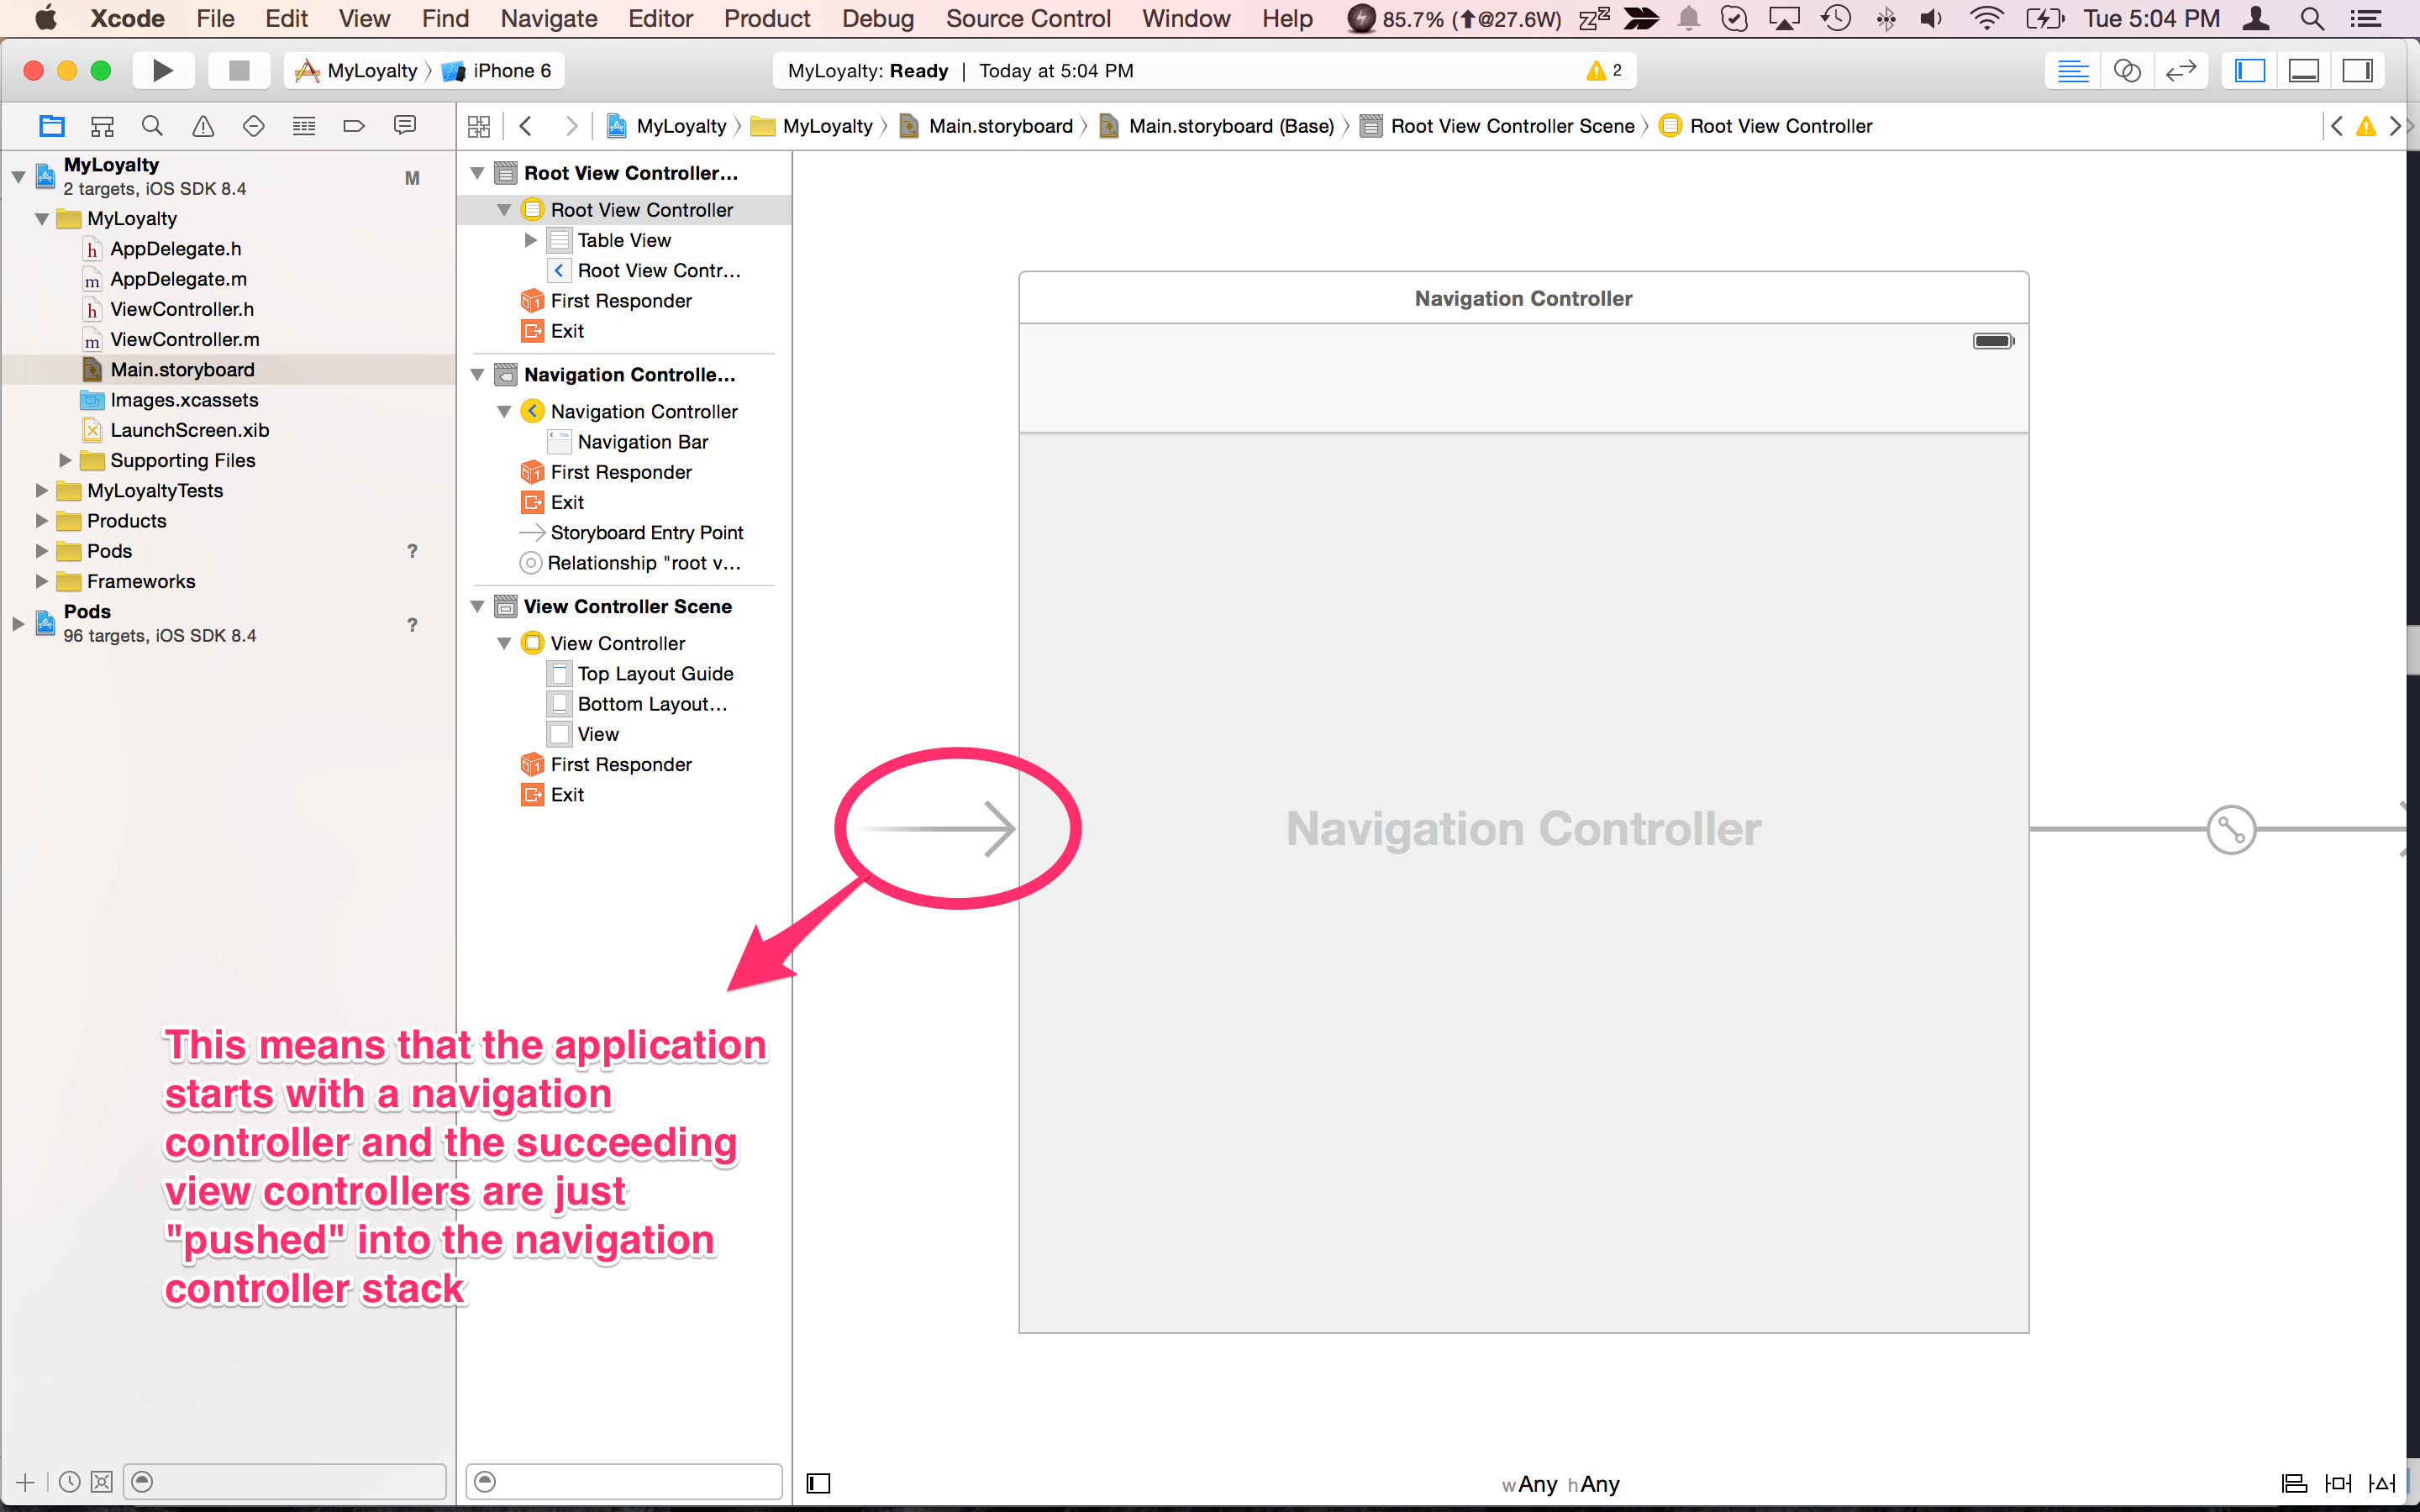 Xcode File Edit View Find Navigate Editor Product Debug Source Control Window Help 85.7% (⬆@27.6W) Tue 5:04 PM
MyLoyalty iPhone 6
MyLoyalty: Ready | Today at 5:04 PM 2
MyLoyalty MyLoyalty Main.storyboard Main.storyboard (Base) Root View Controller Scene Root View Controller
MyLoyalty
2 targets, iOS SDK 8.4 M
MyLoyalty
AppDelegate.h
AppDelegate.m
ViewController.h
ViewController.m
Main.storyboard
Images.xcassets
LaunchScreen.xib
Supporting Files
MyLoyaltyTests
Products
Pods ?
Frameworks
Pods
96 targets, iOS SDK 8.4 ?
Root View Controller...
Root View Controller
Table View
Root View Contr...
First Responder
Exit
Navigation Controlle...
Navigation Controller
Navigation Bar
First Responder
Exit
Storyboard Entry Point
Relationship "root v...
View Controller Scene
View Controller
Top Layout Guide
Bottom Layout...
View
First Responder
Exit
Navigation Controller
Navigation Controller
This means that the application
starts with a navigation
controller and the succeeding
view controllers are just
"pushed" into the navigation
controller stack
wAny hAny